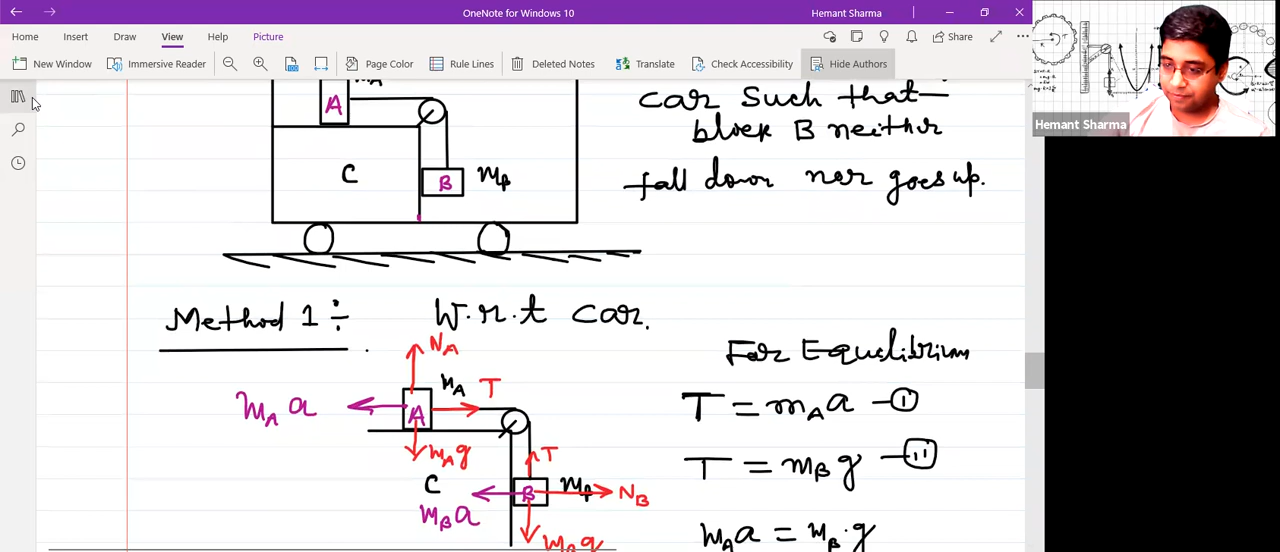 OneNote for Windows 10
Hemant Sharma
Home Insert Draw View Help Picture
Share
New Window Immersive Reader Page Color Rule Lines Deleted Notes Translate Check Accessibility Hide Authors
A
C
B mB
car such that
block B neither
fall down nor goes up.
Hemant Sharma
Method 1 ÷ W.r.t car.
NA
For Equilibrium
mA a A MA T
T = mA a —(i)
mA g
T
T = mB g —(ii)
C B mB NB
mB a
mB g
mA a = mB . g